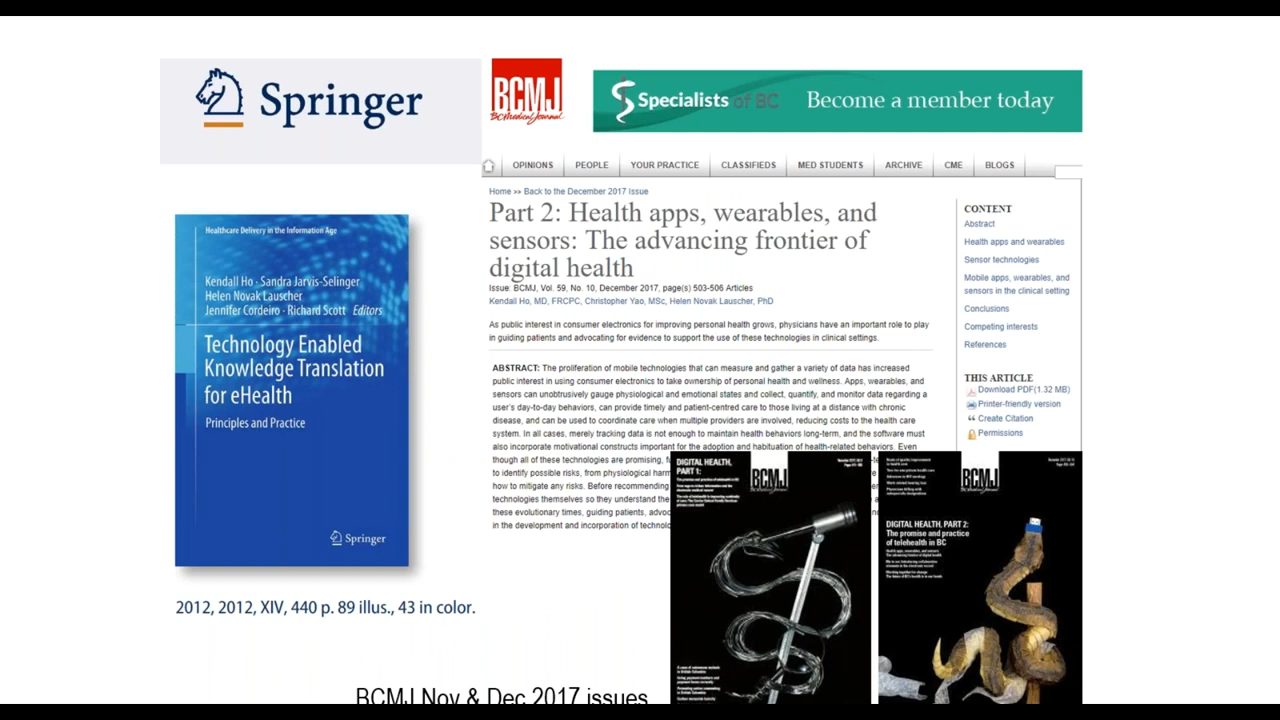 Springer
BCMJ
BCMedicalJournal
Specialists of BC
Become a member today
OPINIONS PEOPLE YOUR PRACTICE CLASSIFIEDS MED STUDENTS ARCHIVE CME BLOGS
Home >> Back to the December 2017 Issue
Part 2: Health apps, wearables, and
sensors: The advancing frontier of
digital health
Issue: BCMJ, Vol. 59, No. 10, December 2017, page(s) 503-506 Articles
Kendall Ho, MD, FRCPC, Christopher Yao, MSc, Helen Novak Lauscher, PhD
As public interest in consumer electronics for improving personal health grows, physicians have an important role to play
in guiding patients and advocating for evidence to support the use of these technologies in clinical settings.
ABSTRACT: The proliferation of mobile technologies that can measure and gather a variety of data has increased
public interest in using consumer electronics to take ownership of personal health and wellness. Apps, wearables, and
sensors can unobtrusively gauge physiological and emotional states and collect, quantify, and monitor data regarding a
user's day-to-day behaviors, can provide timely and patient-centred care to those living at a distance with chronic
disease, and can be used to coordinate care when multiple providers are involved, reducing costs to the health care
system. In all cases, merely tracking data is not enough to maintain health behaviors long-term, and the software must
also incorporate motivational constructs important for the adoption and habituation of health-related behaviors. Even
though all of these technologies are promising,
to identify possible risks, from physiological harm
how to mitigate any risks. Before recommending
technologies themselves so they understand the
these evolutionary times, guiding patients,
in the development and incorporation of
CONTENT
Abstract
Health apps and wearables
Sensor technologies
Mobile apps, wearables, and
sensors in the clinical setting
Conclusions
Competing interests
References
THIS ARTICLE
Download PDF(1.32 MB)
Printer-friendly version
Create Citation
Permissions
Healthcare Delivery in the Information Age
Kendall Ho · Sandra Jarvis-Selinger
Helen Novak Lauscher
Jennifer Cordeiro · Richard Scott Editors
Technology Enabled
Knowledge Translation
for eHealth
Principles and Practice
Springer
2012, 2012, XIV, 440 p. 89 illus., 43 in color.
DIGITAL HEALTH,
PART 1:
BCMJ
BCMJ
DIGITAL HEALTH, PART 2:
The promise and practice
of telehealth in BC
BCMJ Nov & Dec 2017 issues